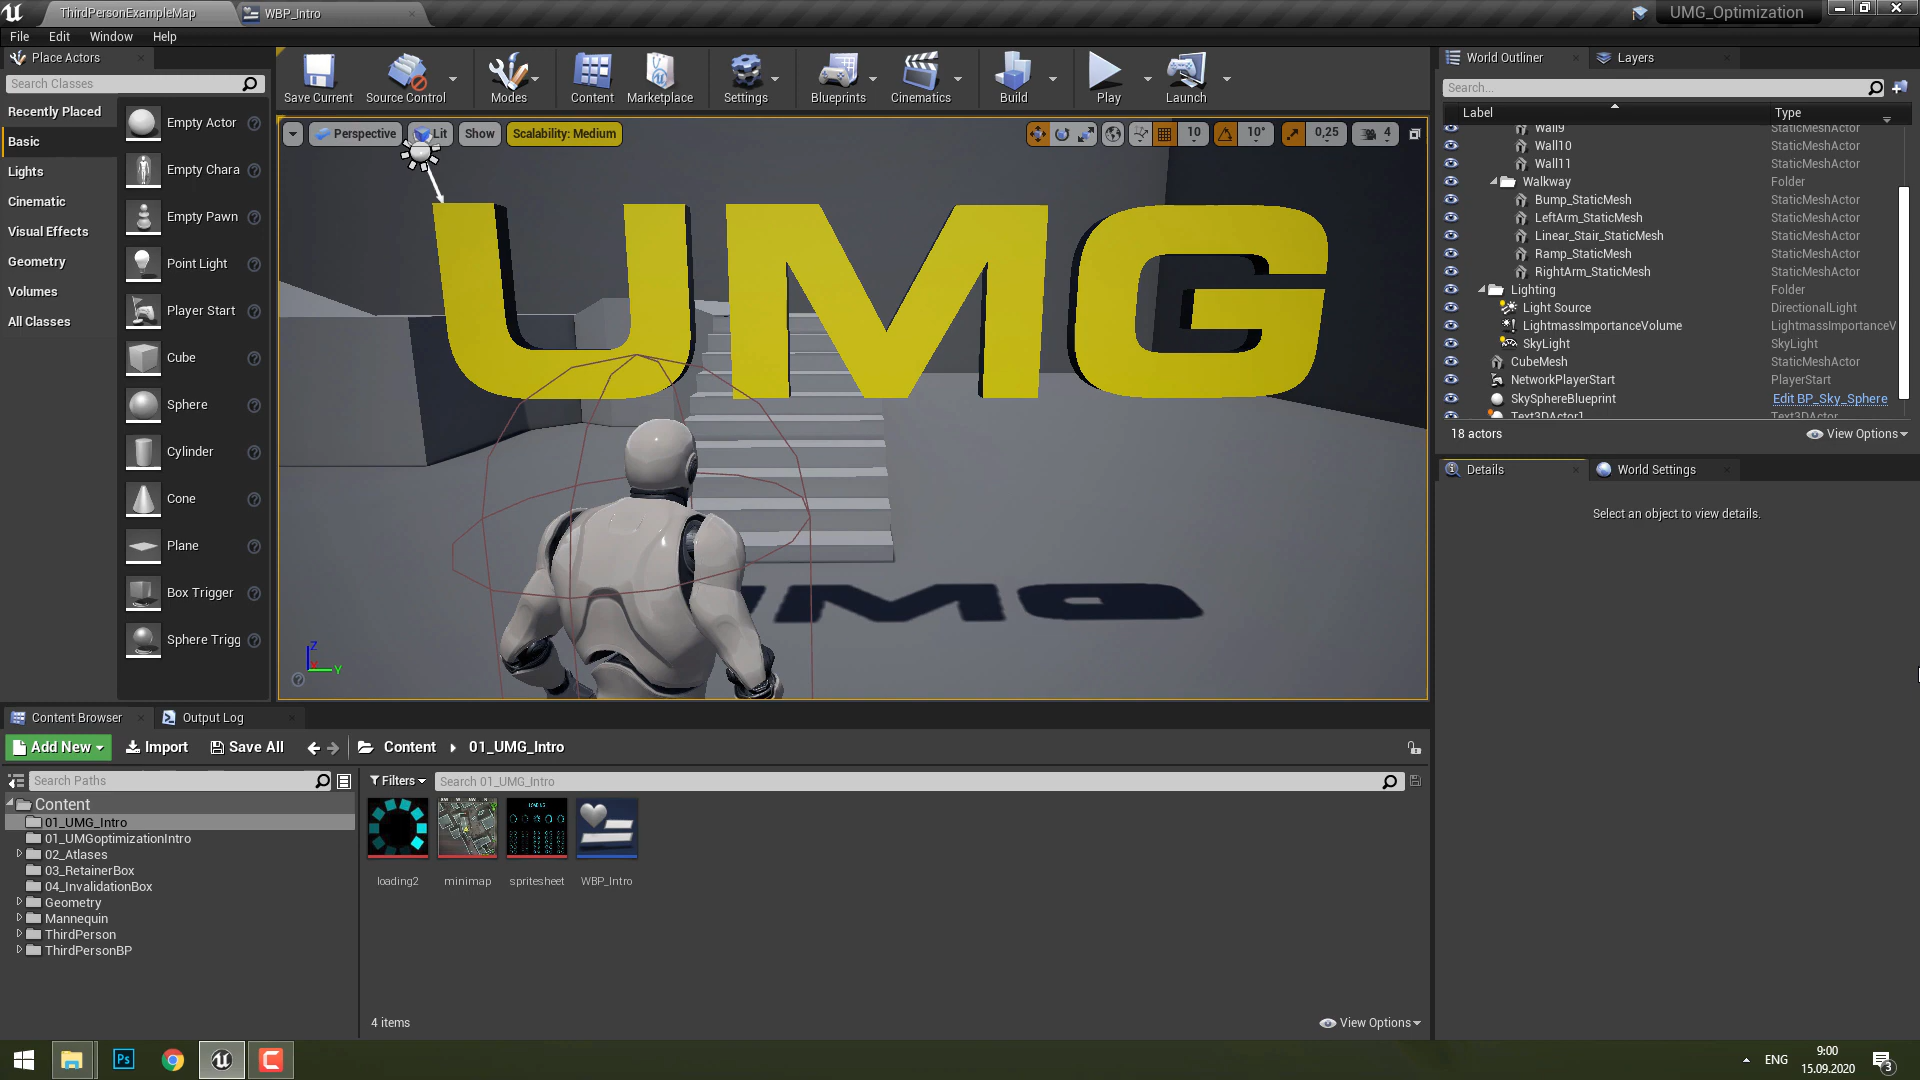 ThirdPersonExampleMap
WBP_Intro
UMG_Optimization
File Edit Window Help
Place Actors
Search Classes
Recently Placed
Basic
Lights
Cinematic
Visual Effects
Geometry
Volumes
All Classes
Empty Actor
Empty Chara
Empty Pawn
Point Light
Player Start
Cube
Sphere
Cylinder
Cone
Plane
Box Trigger
Sphere Trigg
Save Current
Source Control
Modes
Content
Marketplace
Settings
Blueprints
Cinematics
Build
Play
Launch
Perspective
Lit
Show
Scalability: Medium
10
10°
0,25
4
UMG
Z
X
Y
World Outliner
Layers
Search...
Label Type
Wall9 StaticMeshActor
Wall10 StaticMeshActor
Wall11 StaticMeshActor
Walkway Folder
Bump_StaticMesh StaticMeshActor
LeftArm_StaticMesh StaticMeshActor
Linear_Stair_StaticMesh StaticMeshActor
Ramp_StaticMesh StaticMeshActor
RightArm_StaticMesh StaticMeshActor
Lighting Folder
Light Source DirectionalLight
LightmassImportanceVolume LightmassImportanceV
SkyLight SkyLight
CubeMesh StaticMeshActor
NetworkPlayerStart PlayerStart
SkySphereBlueprint Edit BP_Sky_Sphere
Text3DActor1 Text3DActor
18 actors
View Options
Details
World Settings
Select an object to view details.
Content Browser
Output Log
Add New
Import
Save All
Content
01_UMG_Intro
Search Paths
Filters
Search 01_UMG_Intro
Content
01_UMG_Intro
01_UMGoptimizationIntro
02_Atlases
03_RetainerBox
04_InvalidationBox
Geometry
Mannequin
ThirdPerson
ThirdPersonBP
LOADING
loading2
minimap
spritesheet
WBP_Intro
4 items
View Options
Ps
ENG
9:00
15.09.2020
3